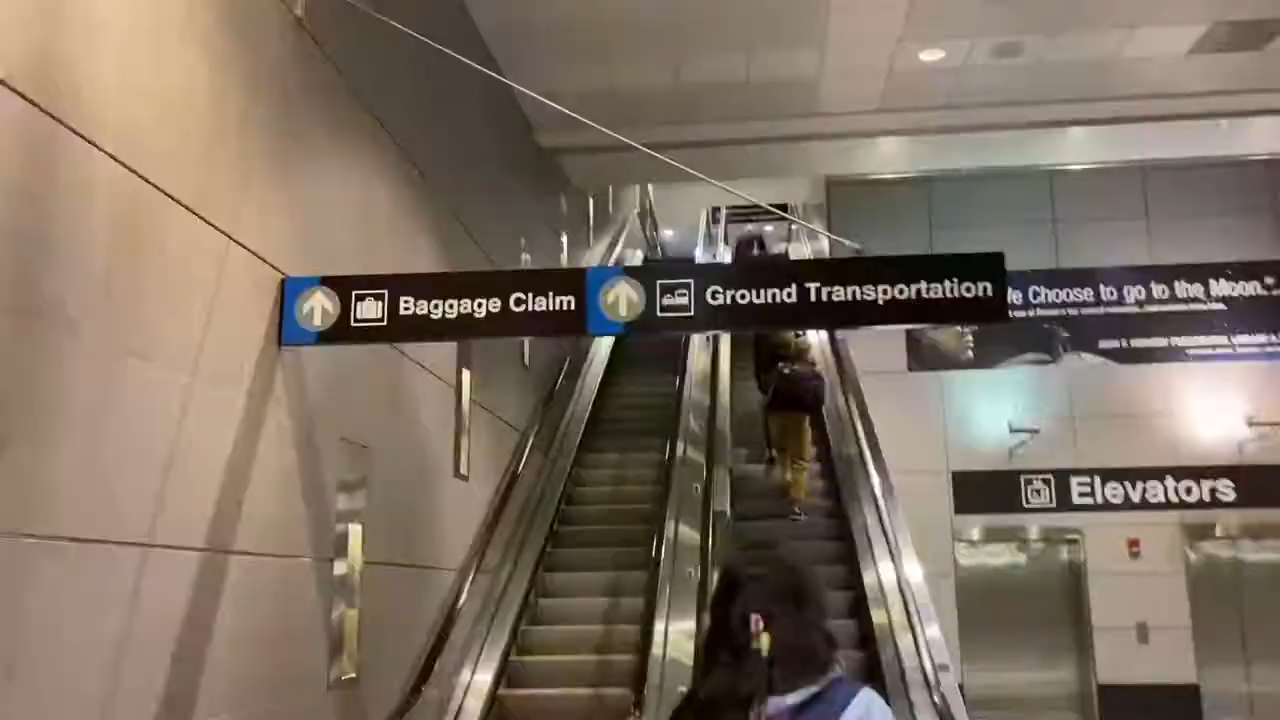 Baggage Claim
Ground Transportation
We Choose to go to the Moon."
Elevators